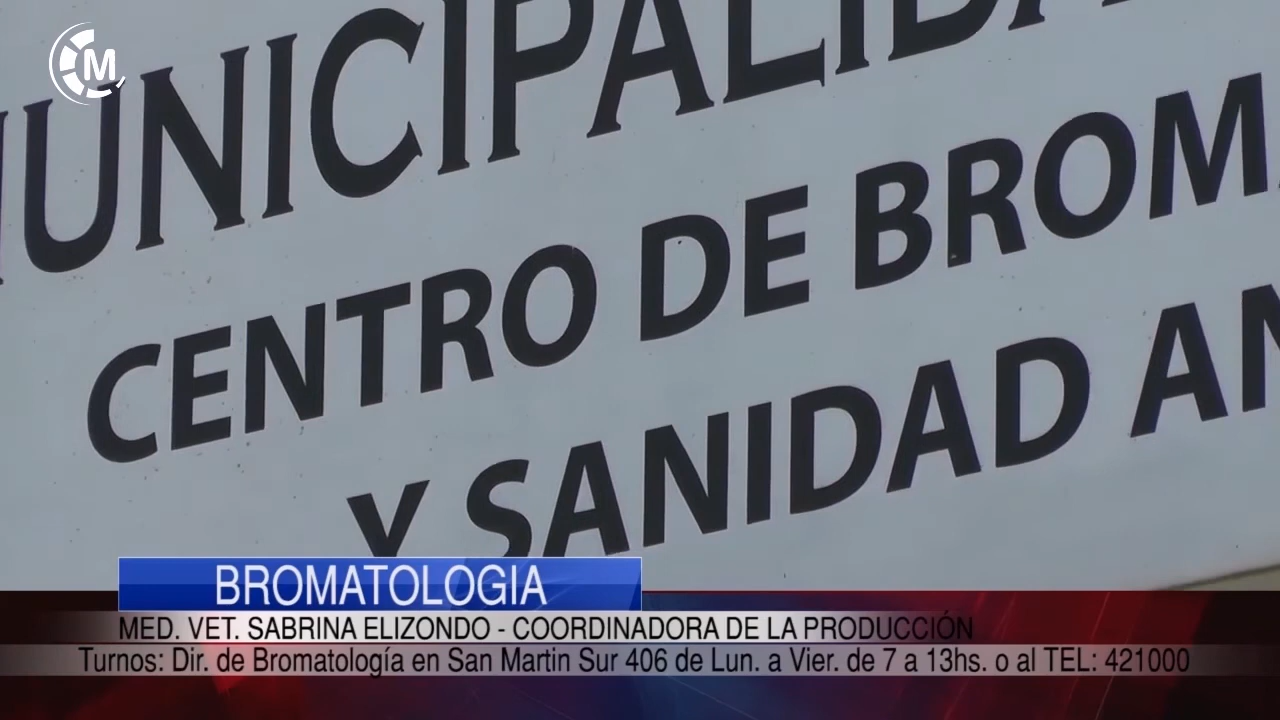 M
MUNICIPALIDA
CENTRO DE BROM
Y SANIDAD AN
BROMATOLOGIA
MED. VET. SABRINA ELIZONDO - COORDINADORA DE LA PRODUCCIÓN
Turnos: Dir. de Bromatología en San Martin Sur 406 de Lun. a Vier. de 7 a 13hs. o al TEL: 421000